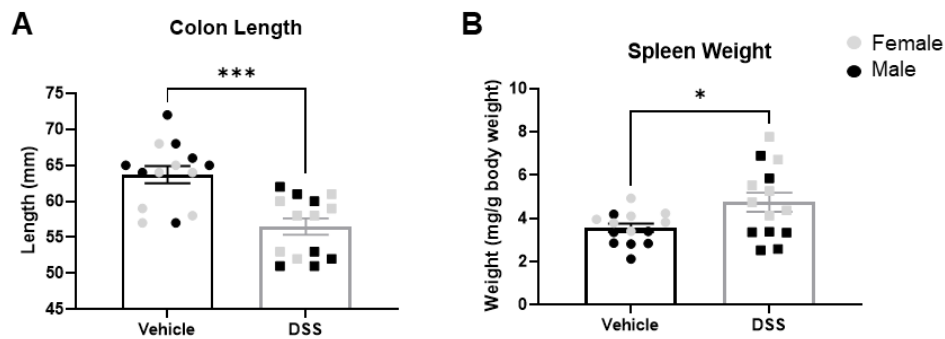 A
Colon Length
***
Length (mm)
75
70
65
60
55
50
45
Vehicle
DSS
B
Spleen Weight
*
Weight (mg/g body weight)
10
8
6
4
2
0
Vehicle
DSS
Female
Male